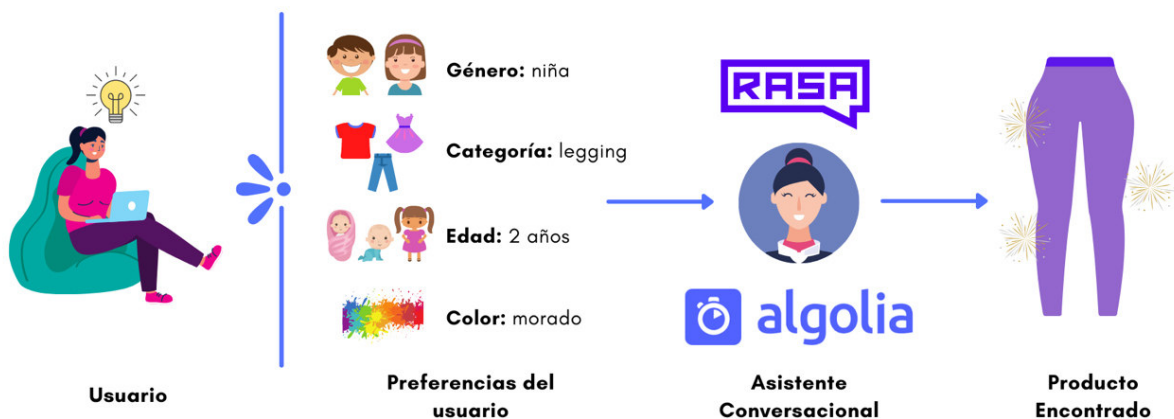 Género: niña
Categoría: legging
Edad: 2 años
Color: morado
RASA
algolia
Usuario
Preferencias del
usuario
Asistente
Conversacional
Producto
Encontrado